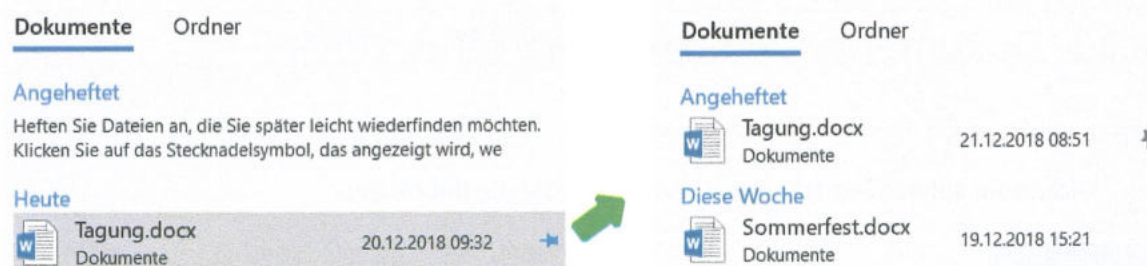 Dokumente Ordner
Angeheftet
Heften Sie Dateien an, die Sie später leicht wiederfinden möchten.
Klicken Sie auf das Stecknadelsymbol, das angezeigt wird, we
Heute
W Tagung.docx 20.12.2018 09:32
Dokumente
Dokumente Ordner
Angeheftet
W Tagung.docx 21.12.2018 08:51
Dokumente
Diese Woche
W Sommerfest.docx 19.12.2018 15:21
Dokumente